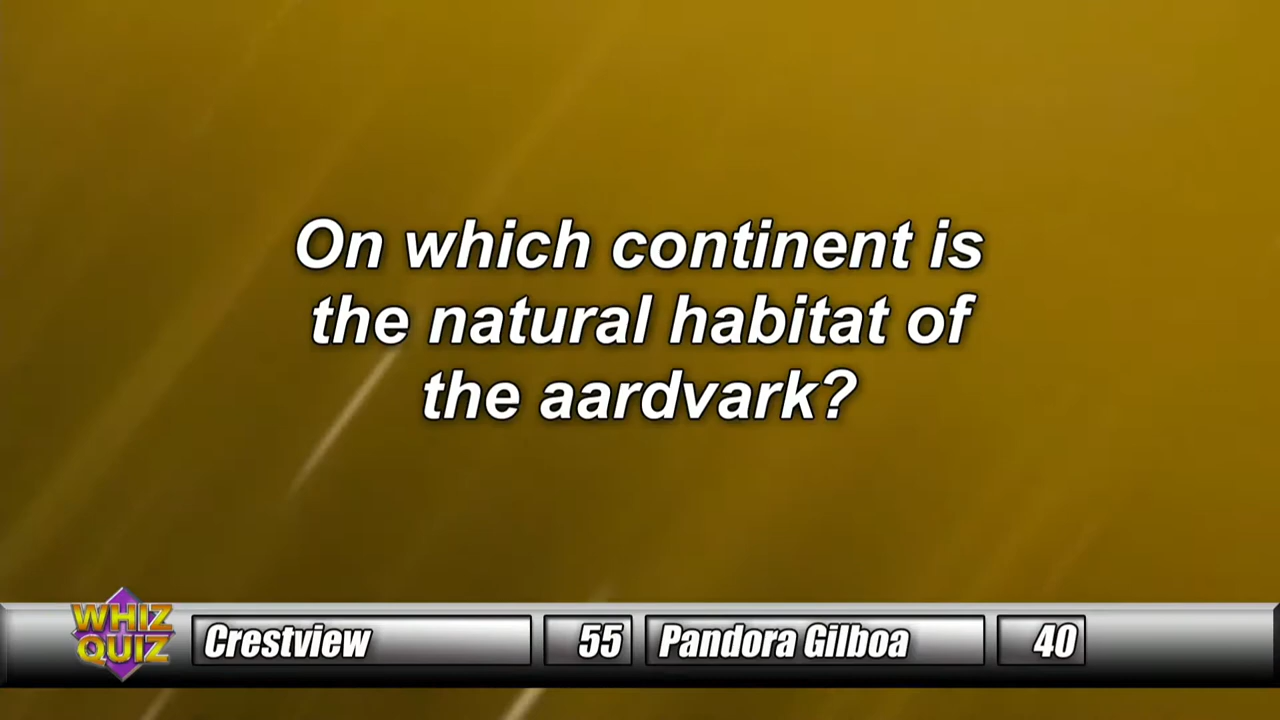 On which continent is
the natural habitat of
the aardvark?
WHIZ
QUIZ
Crestview 55 Pandora Gilboa 40